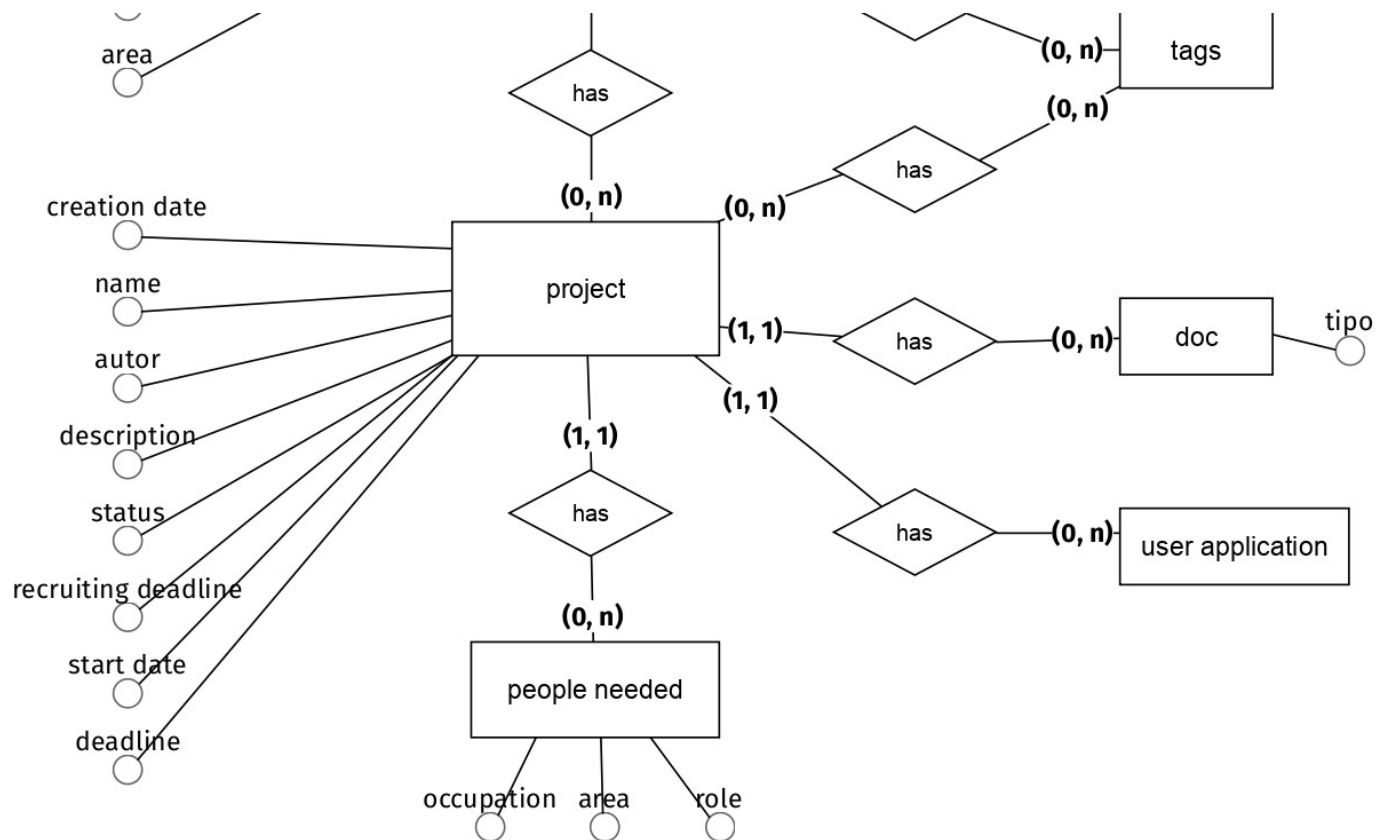 area
has
(0, n)
tags
(0, n)
has
(0, n)
(0, n)
creation date
name
autor
description
status
recruiting deadline
start date
deadline
project
(1, 1)
has
(0, n)
doc
tipo
(1, 1)
has
(0, n)
user application
(1, 1)
has
(0, n)
people needed
occupation
area
role